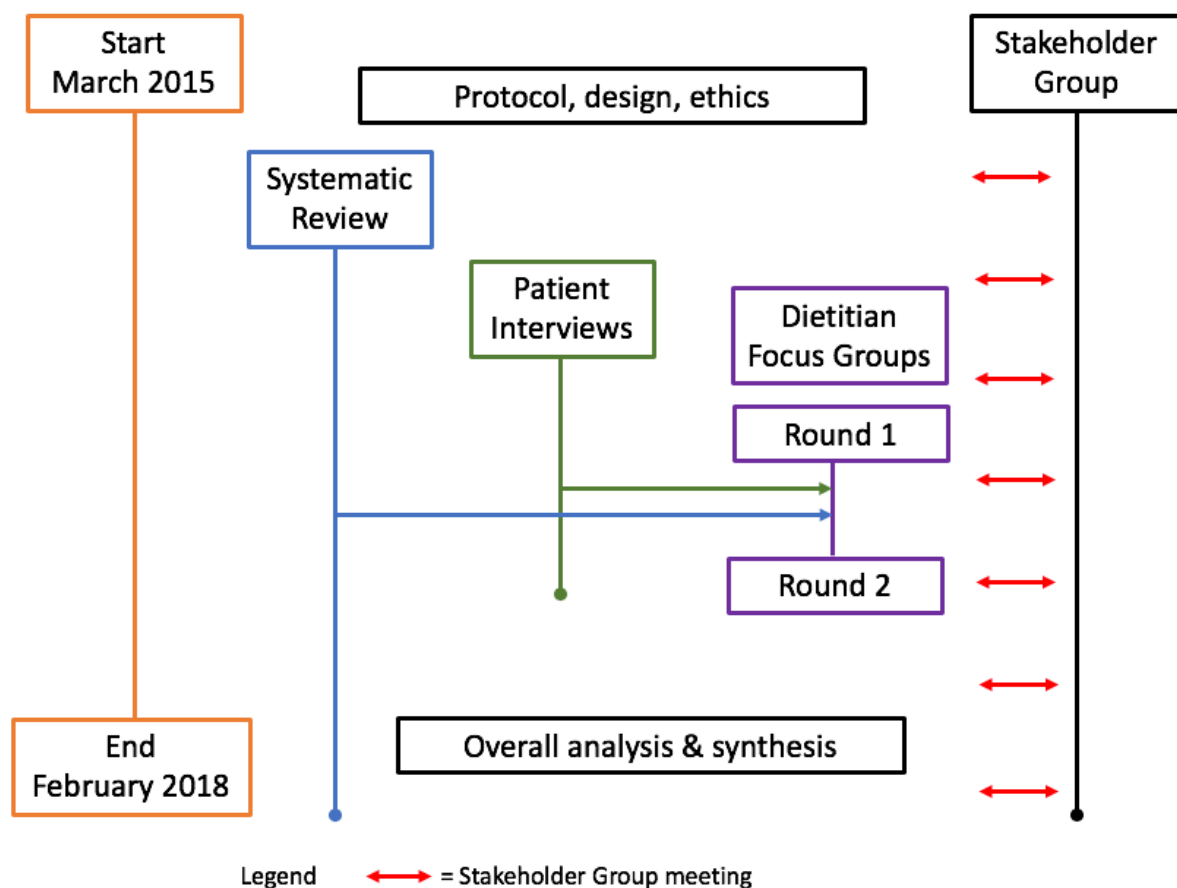 Start
March 2015
Stakeholder
Group
Protocol, design, ethics
Systematic
Review
Patient
Interviews
Dietitian
Focus Groups
Round 1
Round 2
End
February 2018
Overall analysis & synthesis
Legend
= Stakeholder Group meeting